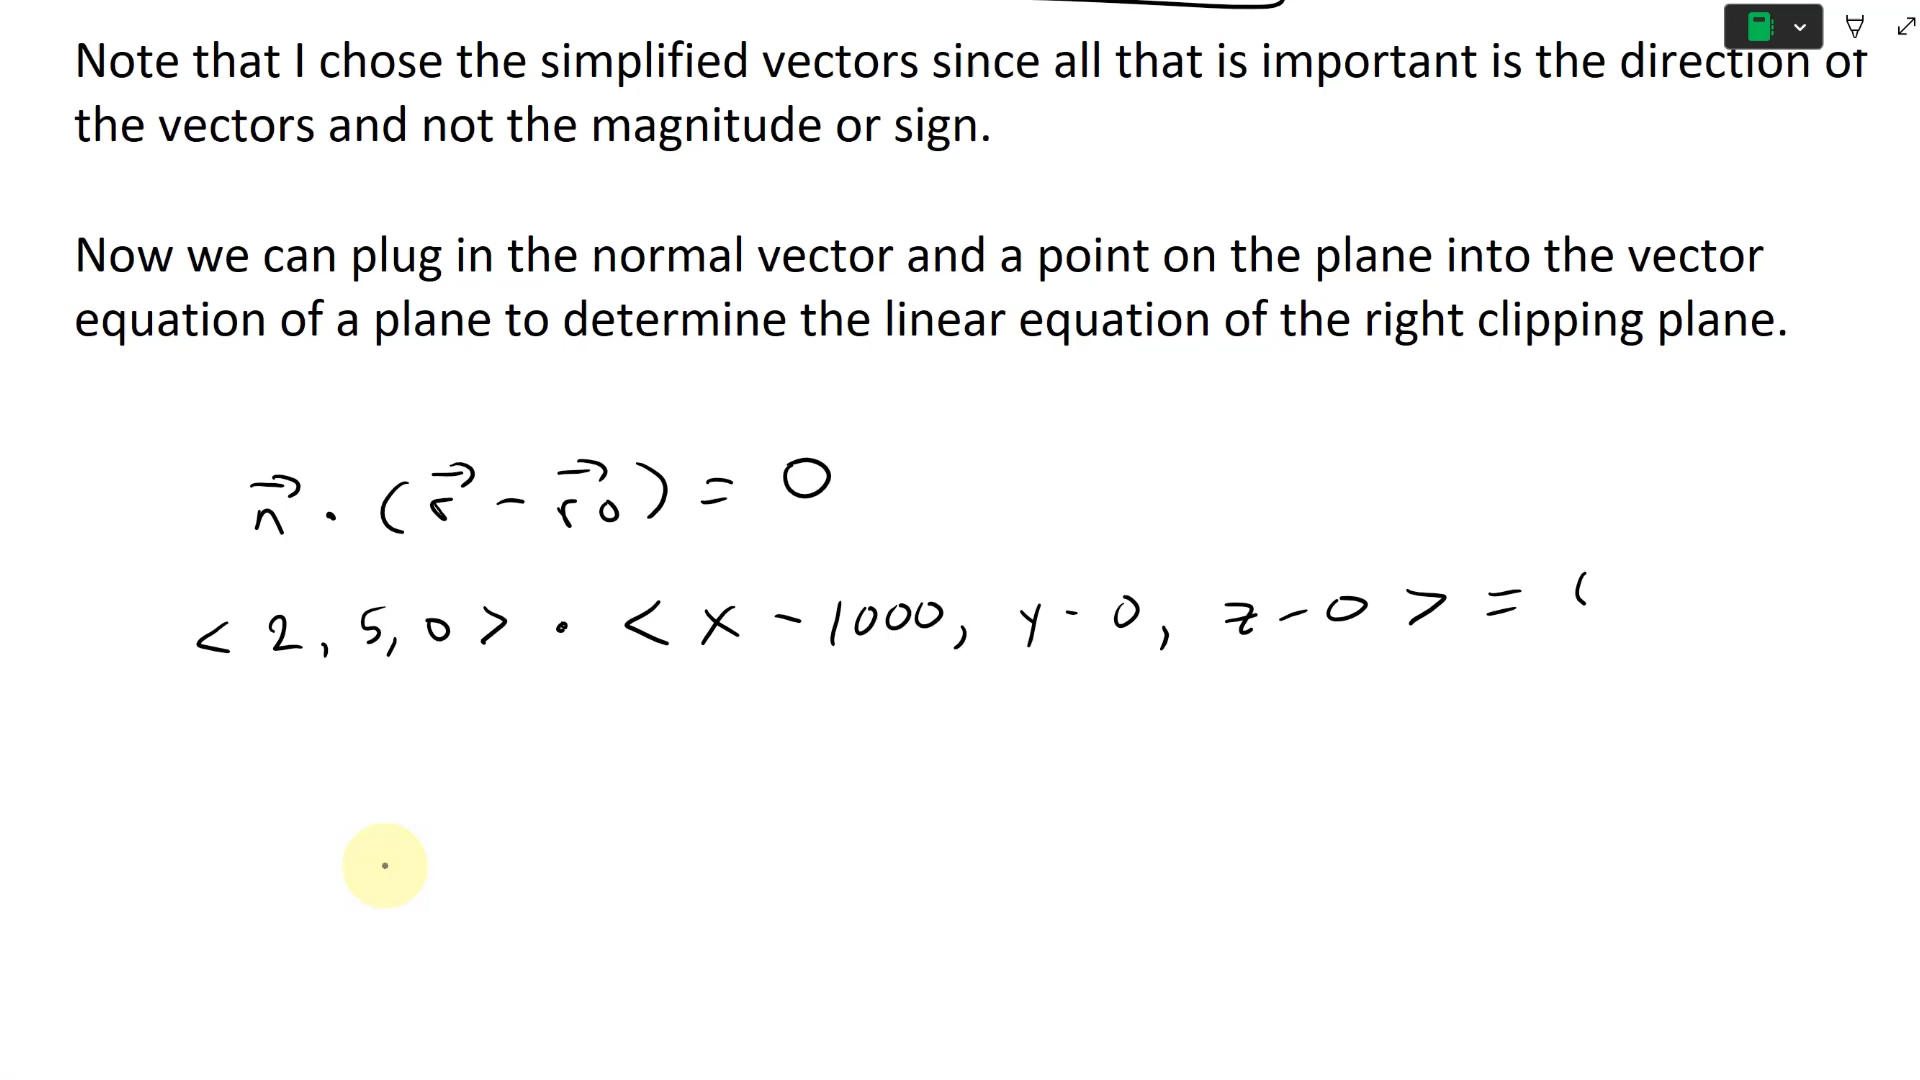 Note that I chose the simplified vectors since all that is important is the direction of
the vectors and not the magnitude or sign.
Now we can plug in the normal vector and a point on the plane into the vector
equation of a plane to determine the linear equation of the right clipping plane.
n⃗ · (r⃗ - r⃗0) = 0
< 2, 5, 0 > · < x - 1000, y - 0, z - 0 > = (